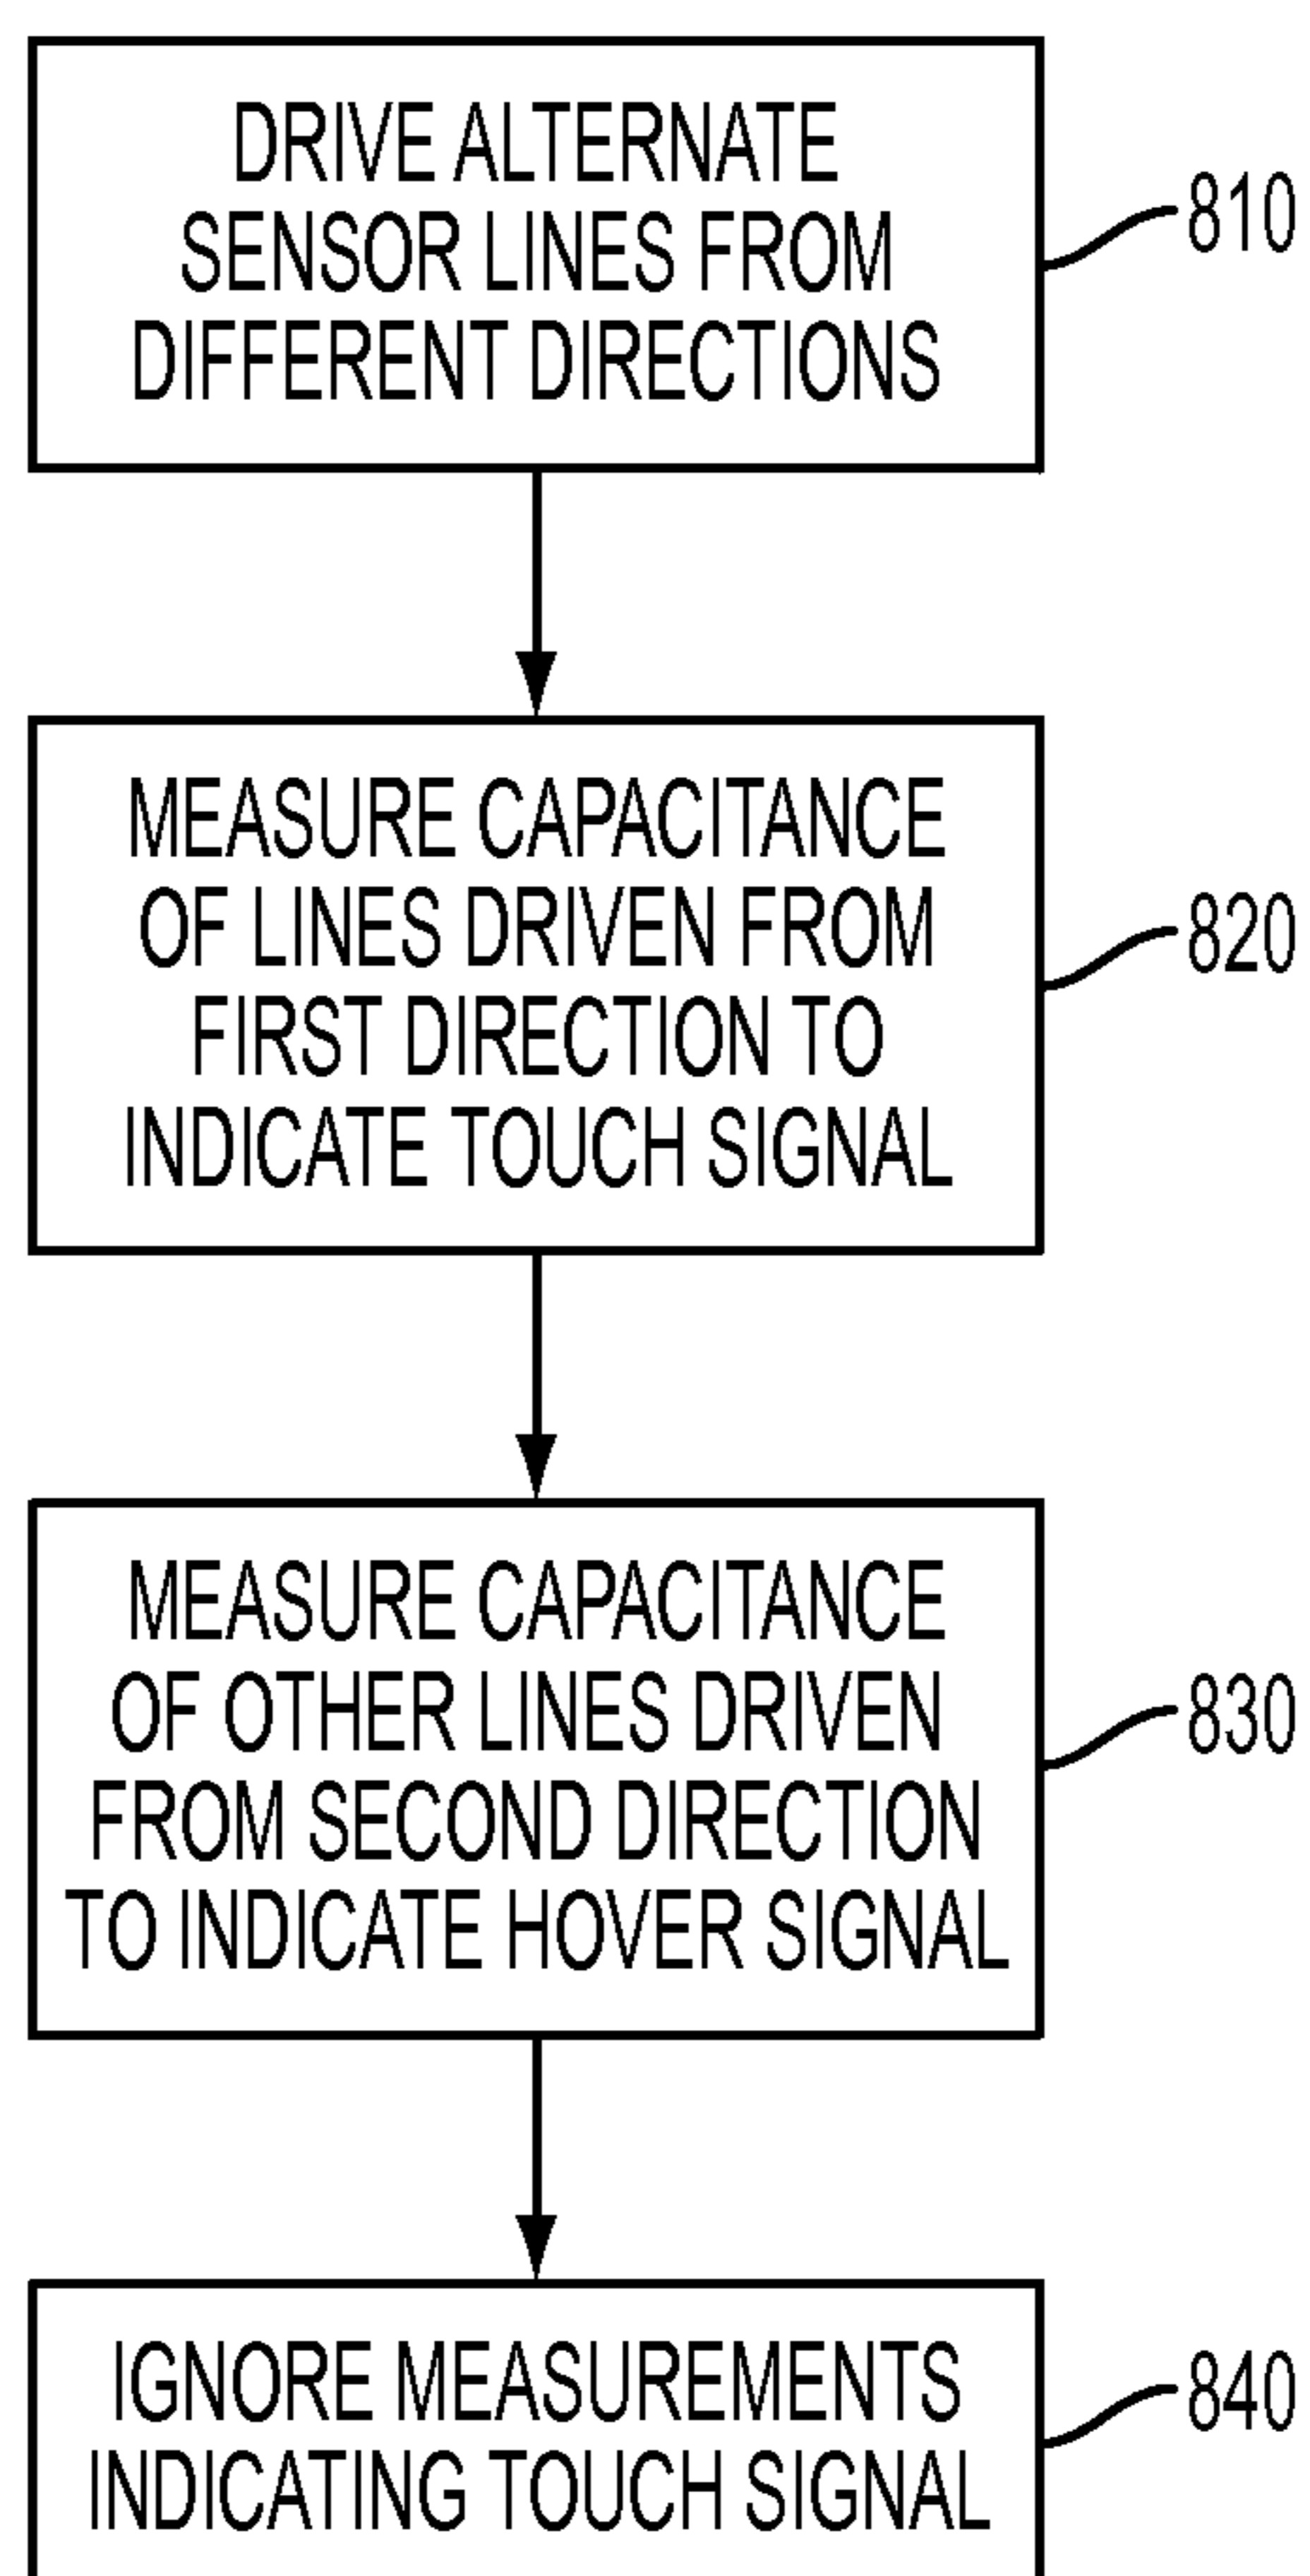 DRIVE ALTERNATE
SENSOR LINES FROM
DIFFERENT DIRECTIONS
810
MEASURE CAPACITANCE
OF LINES DRIVEN FROM
FIRST DIRECTION TO
INDICATE TOUCH SIGNAL
820
MEASURE CAPACITANCE
OF OTHER LINES DRIVEN
FROM SECOND DIRECTION
TO INDICATE HOVER SIGNAL
830
IGNORE MEASUREMENTS
INDICATING TOUCH SIGNAL
840